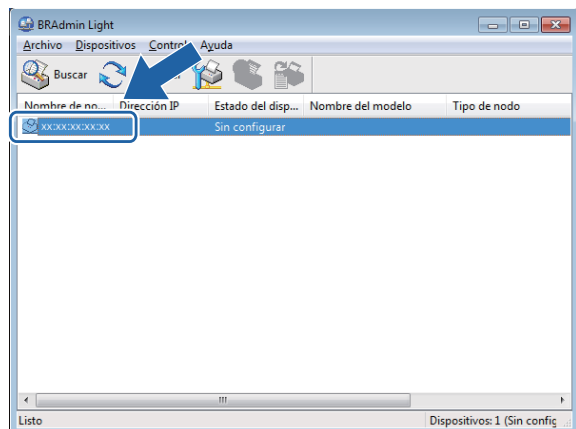 BRAdmin Light
Archivo Dispositivos Control Ayuda
Buscar
Nombre de no... Dirección IP Estado del disp... Nombre del modelo Tipo de nodo
xx:xx:xx:xx:xx Sin configurar
Listo Dispositivos: 1 (Sin config